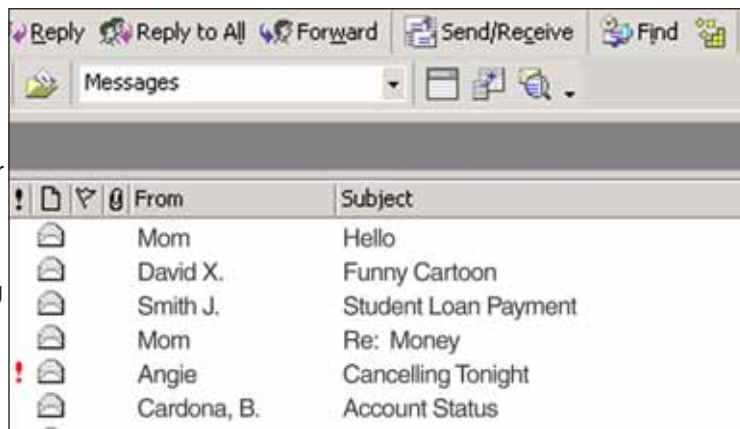 Reply Reply to All Forward Send/Receive Find
Messages
! From Subject
Mom Hello
David X. Funny Cartoon
Smith J. Student Loan Payment
Mom Re: Money
! Angie Cancelling Tonight
Cardona, B. Account Status